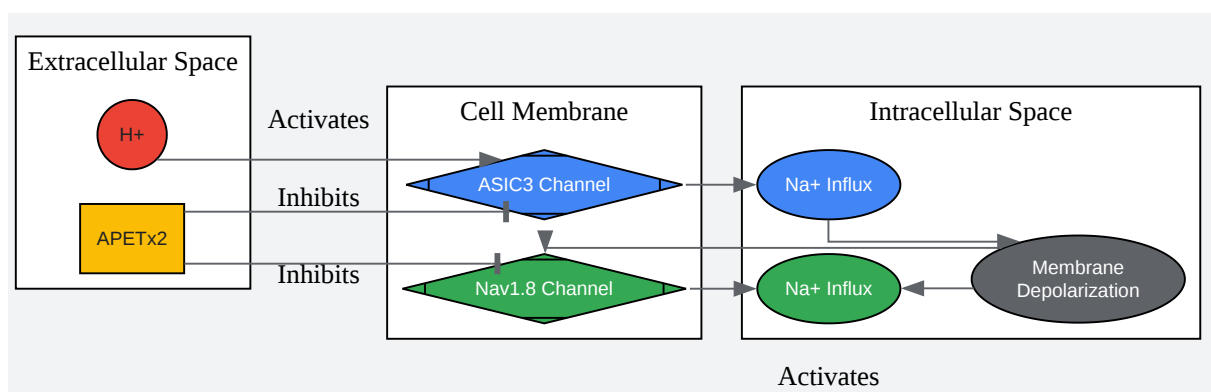 Extracellular Space
H+
APETx2
Activates
Inhibits
Inhibits
Cell Membrane
ASIC3 Channel
Nav1.8 Channel
Intracellular Space
Na+ Influx
Na+ Influx
Membrane
Depolarization
Activates